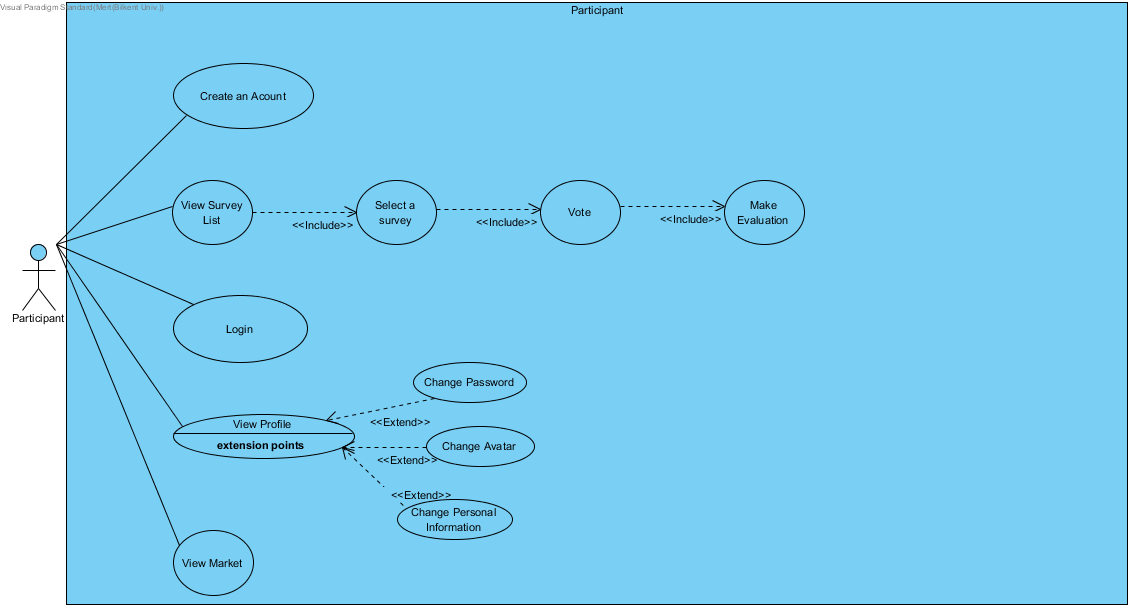 Visual Paradigm Standard(Mert(Bilkent Univ.))
Participant
Create an Acount
View Survey
List
<<Include>>
Select a
survey
<<Include>>
Vote
<<Include>>
Make
Evaluation
Participant
Login
Change Password
<<Extend>>
View Profile
extension points
Change Avatar
<<Extend>>
<<Extend>>
Change Personal
Information
View Market